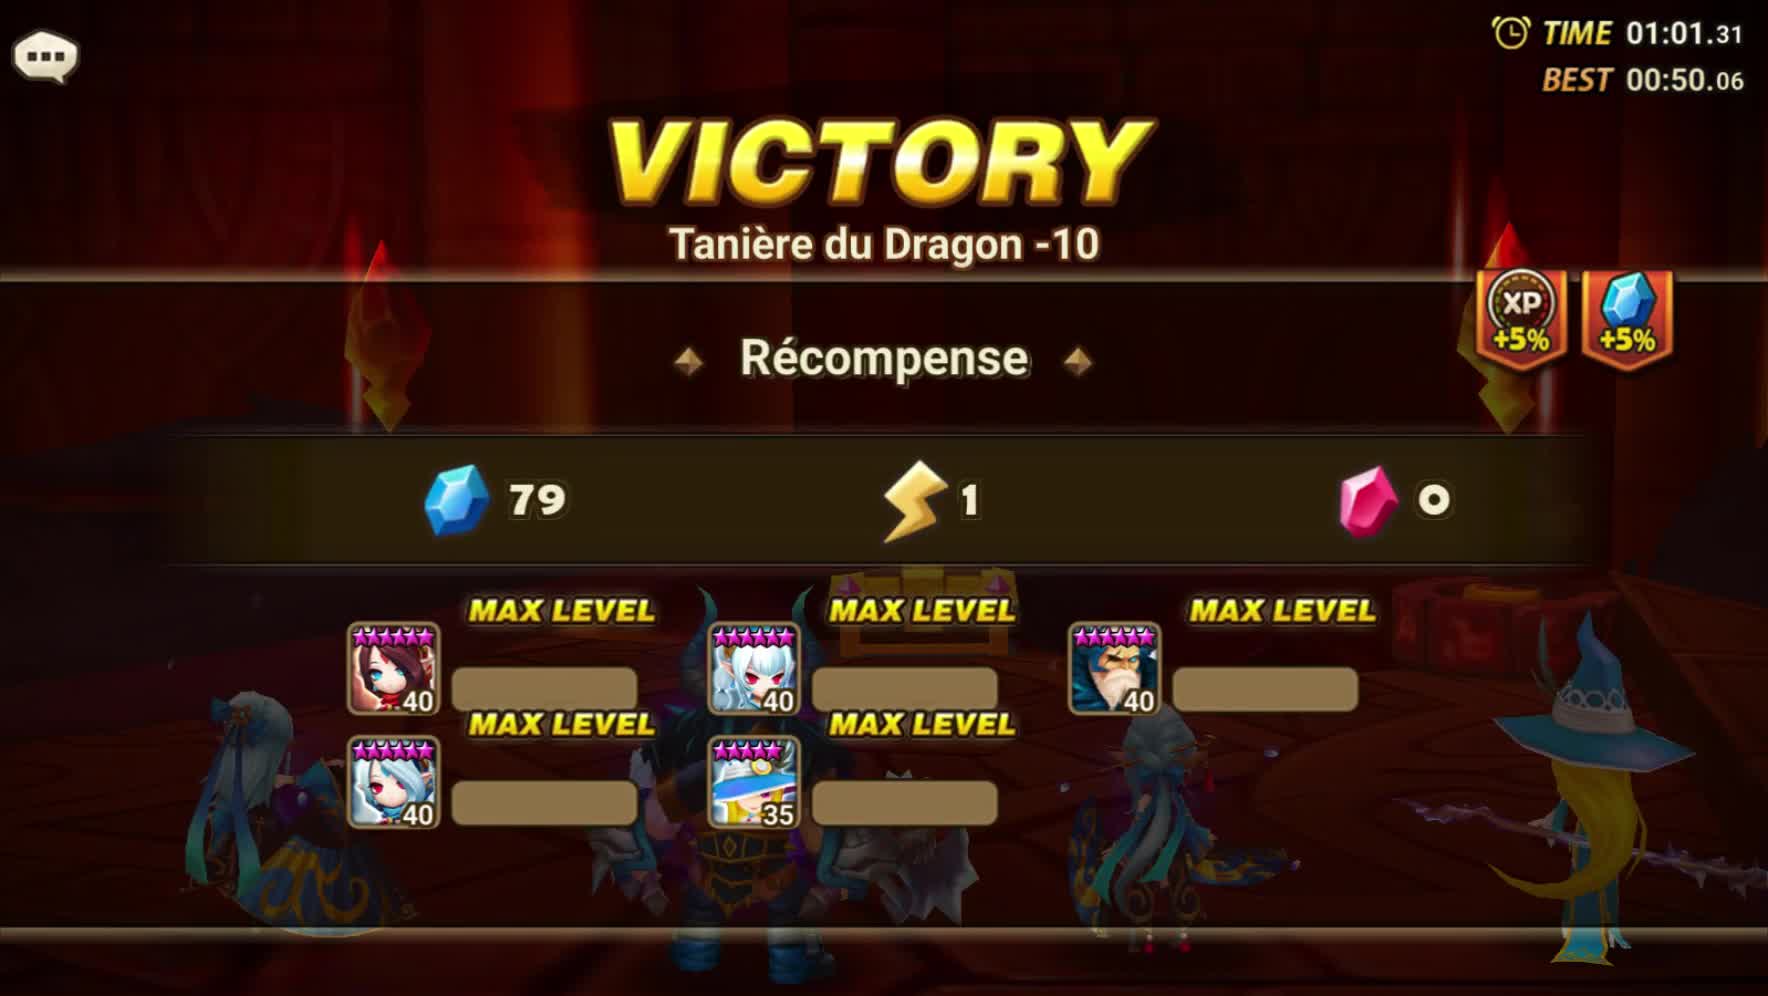 TIME 01:01.31
BEST 00:50.06
VICTORY
Tanière du Dragon -10
XP
+5%
+5%
Récompense
79
1
0
MAX LEVEL
MAX LEVEL
MAX LEVEL
40
40
40
MAX LEVEL
MAX LEVEL
40
35